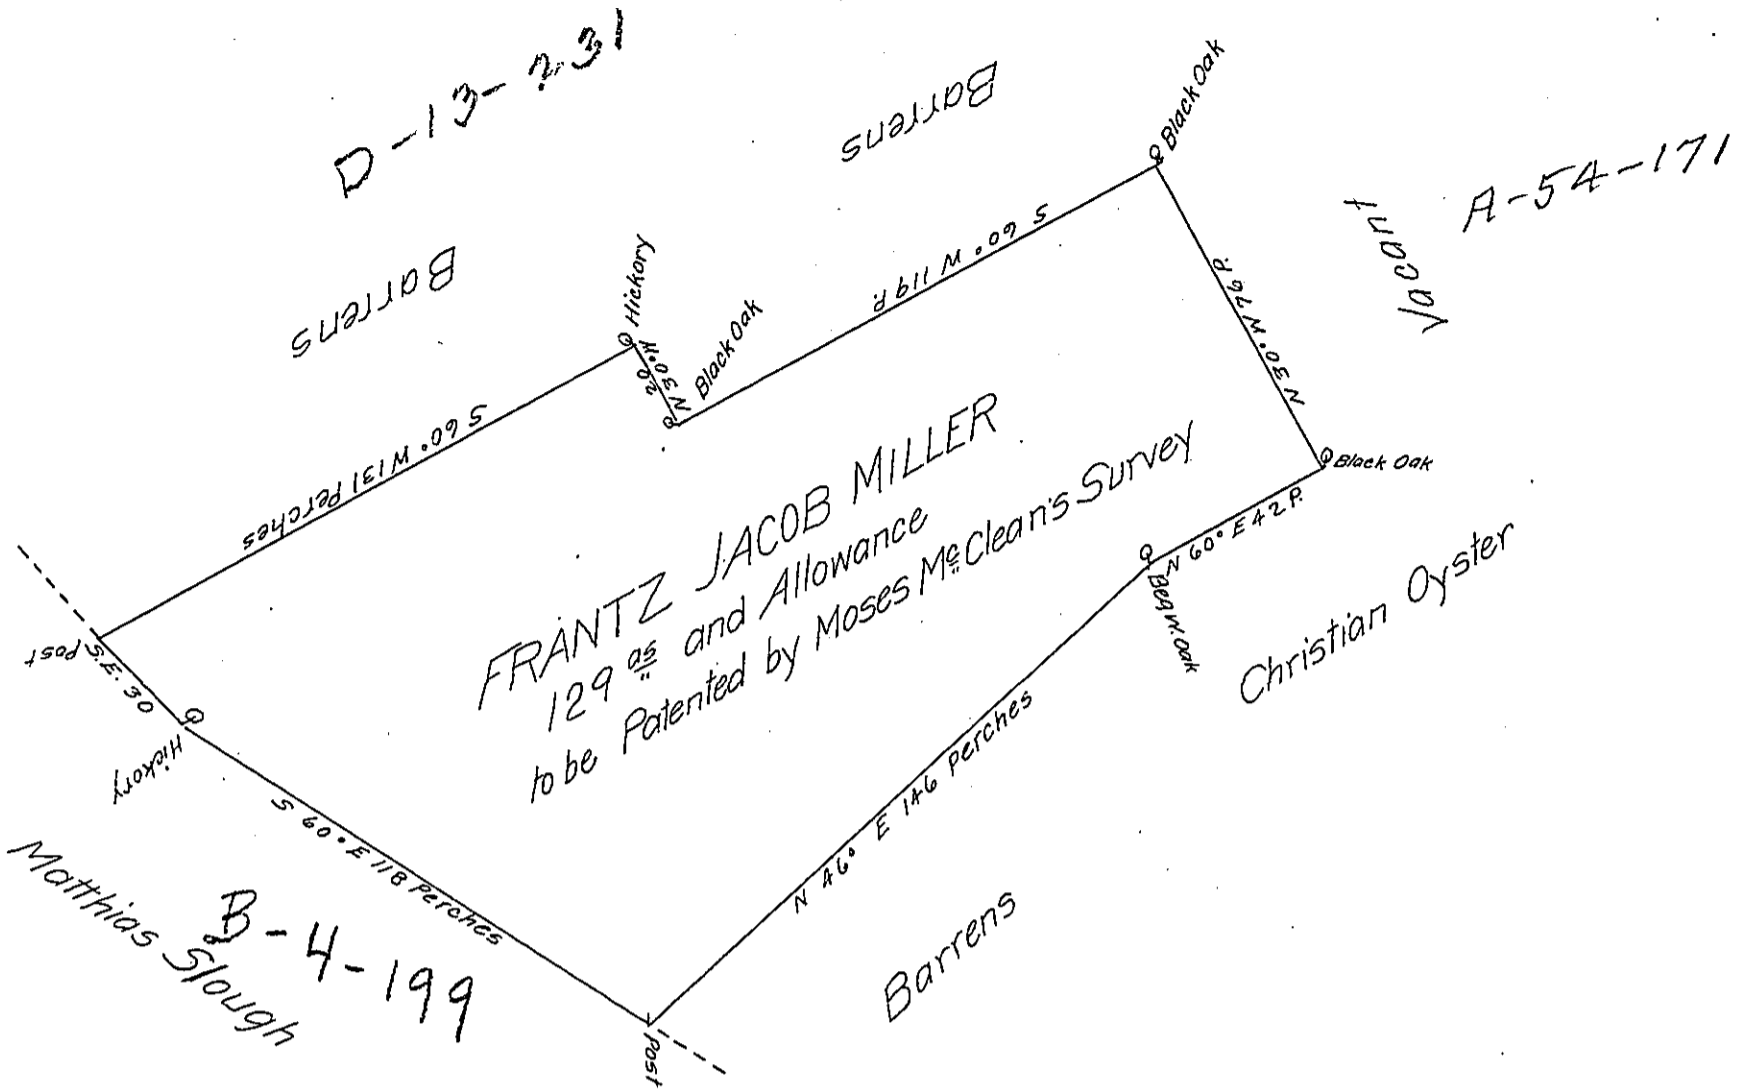 D-13-231
Barrens
Black Oak
A-54-171
Vacant
Barrens
Hickory
S 60° W 119 P.
N 30° W 76 P.
N 30° W
20
Black Oak
S 60° W 131 Perches
Black Oak
N 60° E 42 P.
Beg W. Oak
Christian Oyster
FRANTZ JACOB MILLER
129 as and Allowance
to be Patented by Moses McClean's Survey
Post
S.E. 30
Hickory
S 60° E 118 Perches
N 46° E 146 Perches
Matthias Slough
B-4-199
Barrens
Post